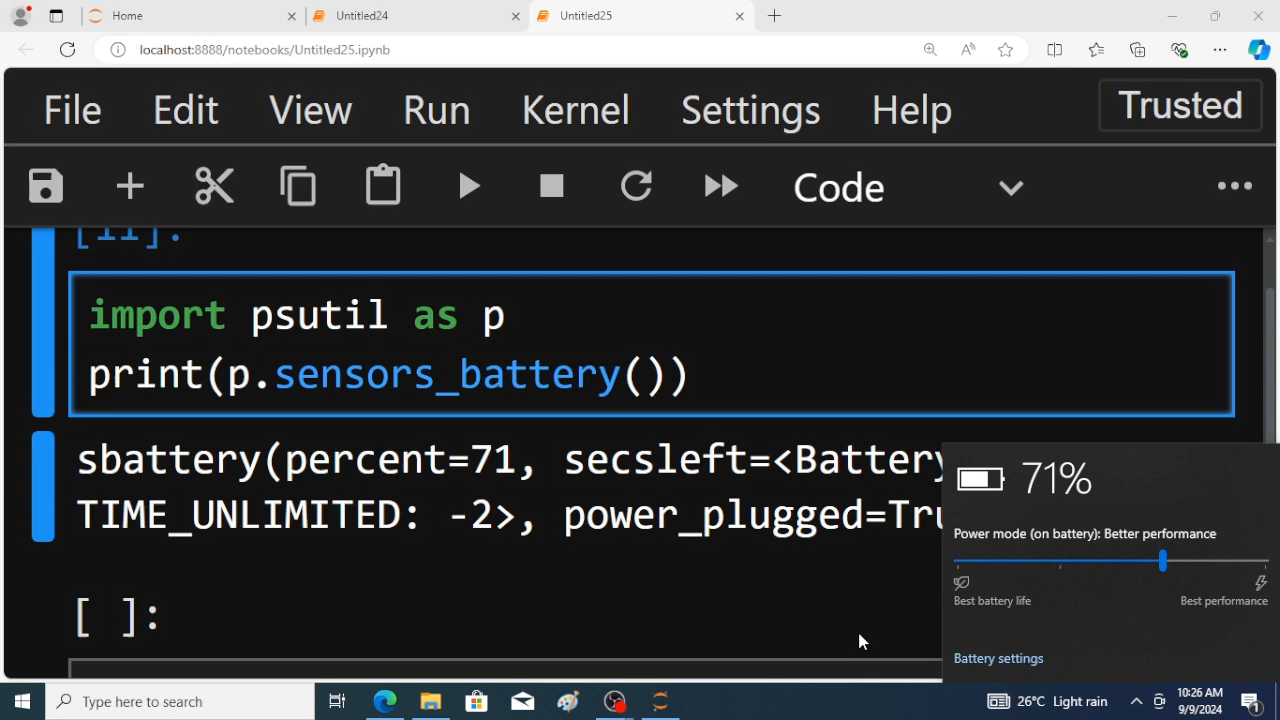 Home
Untitled24
Untitled25
localhost:8888/notebooks/Untitled25.ipynb
File Edit View Run Kernel Settings Help Trusted
Code
[11]:
import psutil as p
print(p.sensors_battery())
sbattery(percent=71, secsleft=<Battery
TIME_UNLIMITED: -2>, power_plugged=Tru
[ ]:
71%
Power mode (on battery): Better performance
Best battery life
Best performance
Battery settings
Type here to search
26°C Light rain
10:26 AM
9/9/2024
1